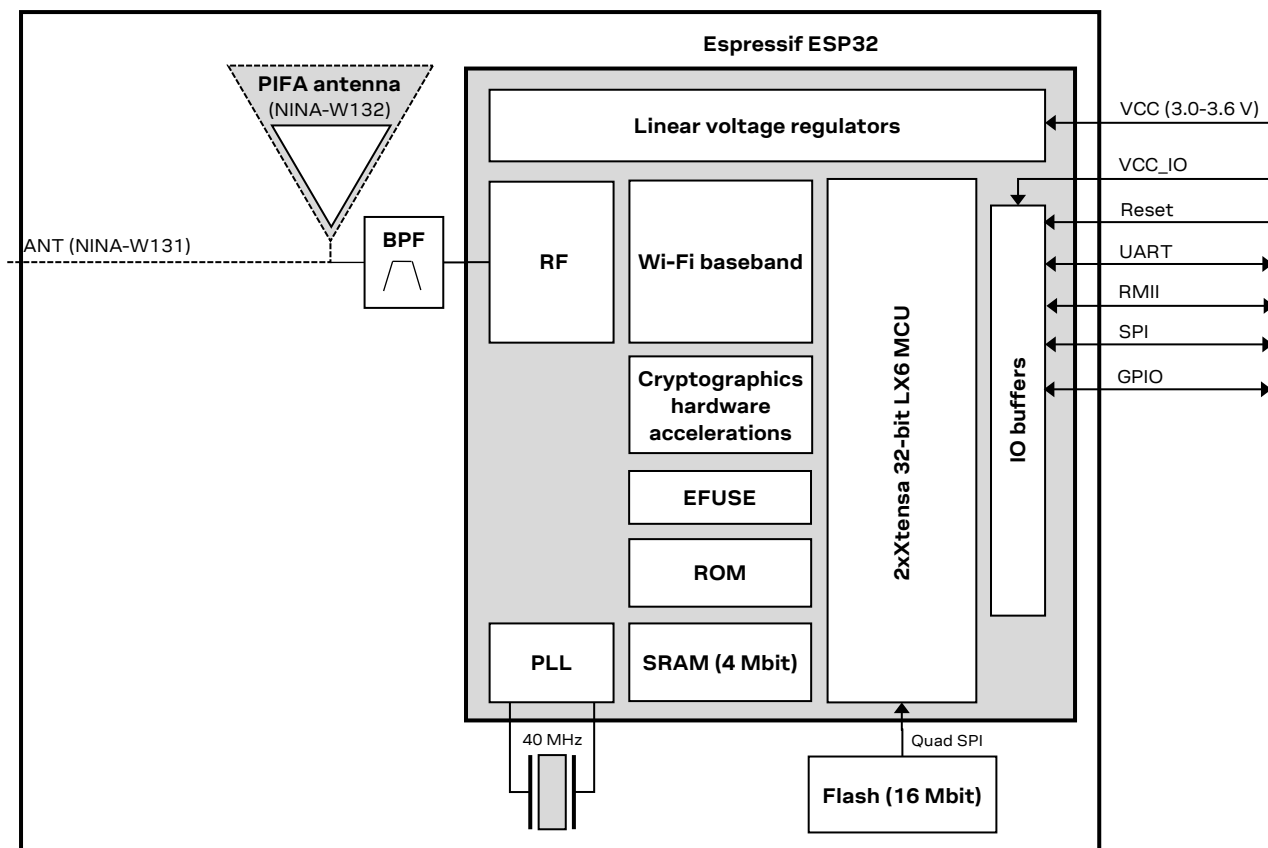 Espressif ESP32
PIFA antenna
(NINA-W132)
Linear voltage regulators
VCC (3.0-3.6 V)
VCC_IO
Reset
ANT (NINA-W131)
BPF
RF
Wi-Fi baseband
UART
RMII
SPI
GPIO
2xXtensa 32-bit LX6 MCU
IO buffers
Cryptographics
hardware
accelerations
EFUSE
ROM
PLL
SRAM (4 Mbit)
40 MHz
Quad SPI
Flash (16 Mbit)